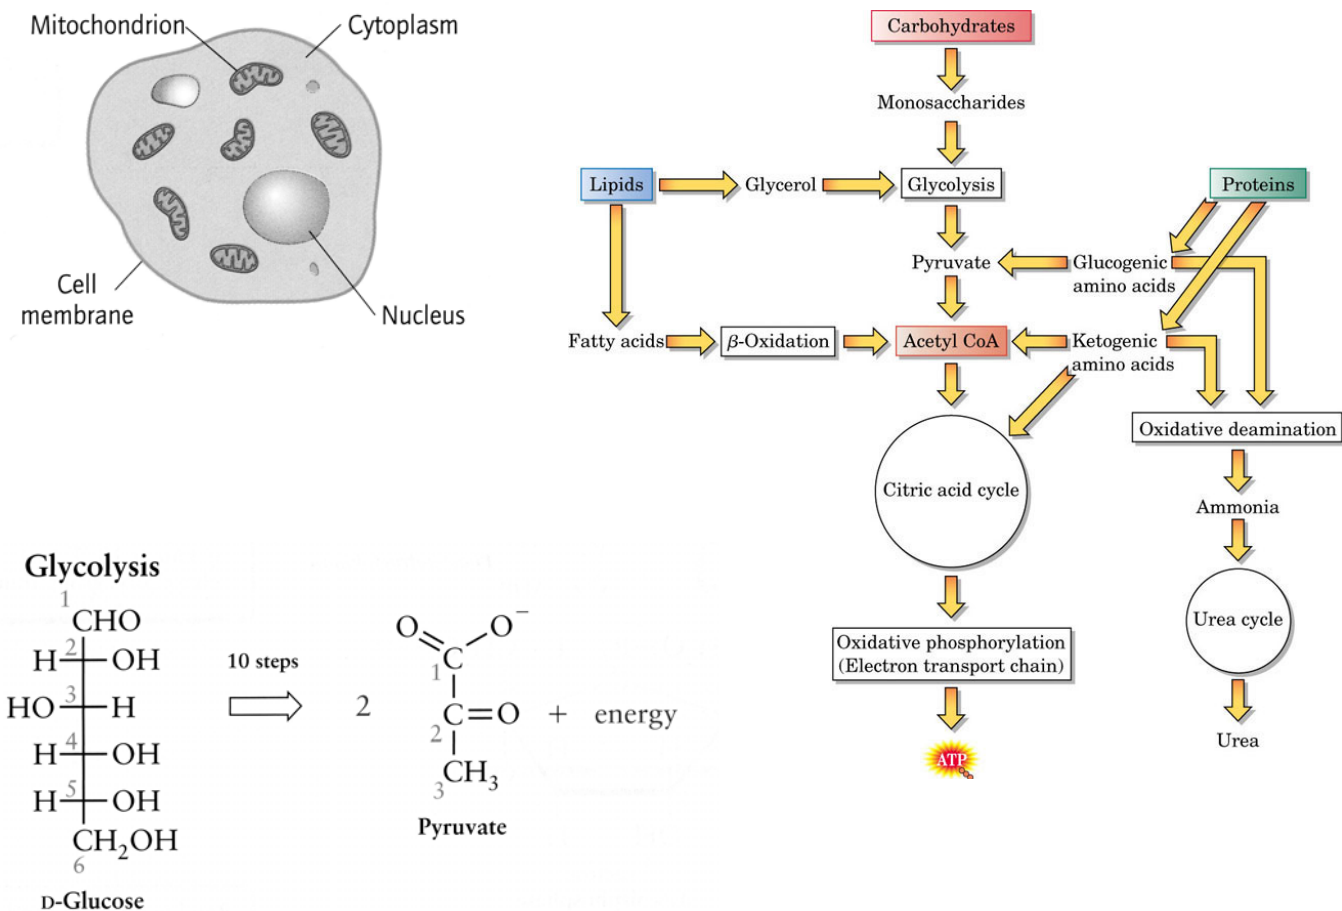 Mitochondrion
Cytoplasm
Cell
membrane
Nucleus
Carbohydrates
Monosaccharides
Lipids
Glycerol
Glycolysis
Proteins
Pyruvate
Glucogenic
amino acids
Fatty acids
β-Oxidation
Acetyl CoA
Ketogenic
amino acids
Citric acid cycle
Oxidative deamination
Ammonia
Urea cycle
Urea
Oxidative phosphorylation
(Electron transport chain)
ATP
Glycolysis
1
CHO
2
H OH
3
HO H
4
H OH
5
H OH
CH₂OH
6
D-Glucose
10 steps
2
O O⁻
C
1
C=O
2
CH₃
3
Pyruvate
+ energy